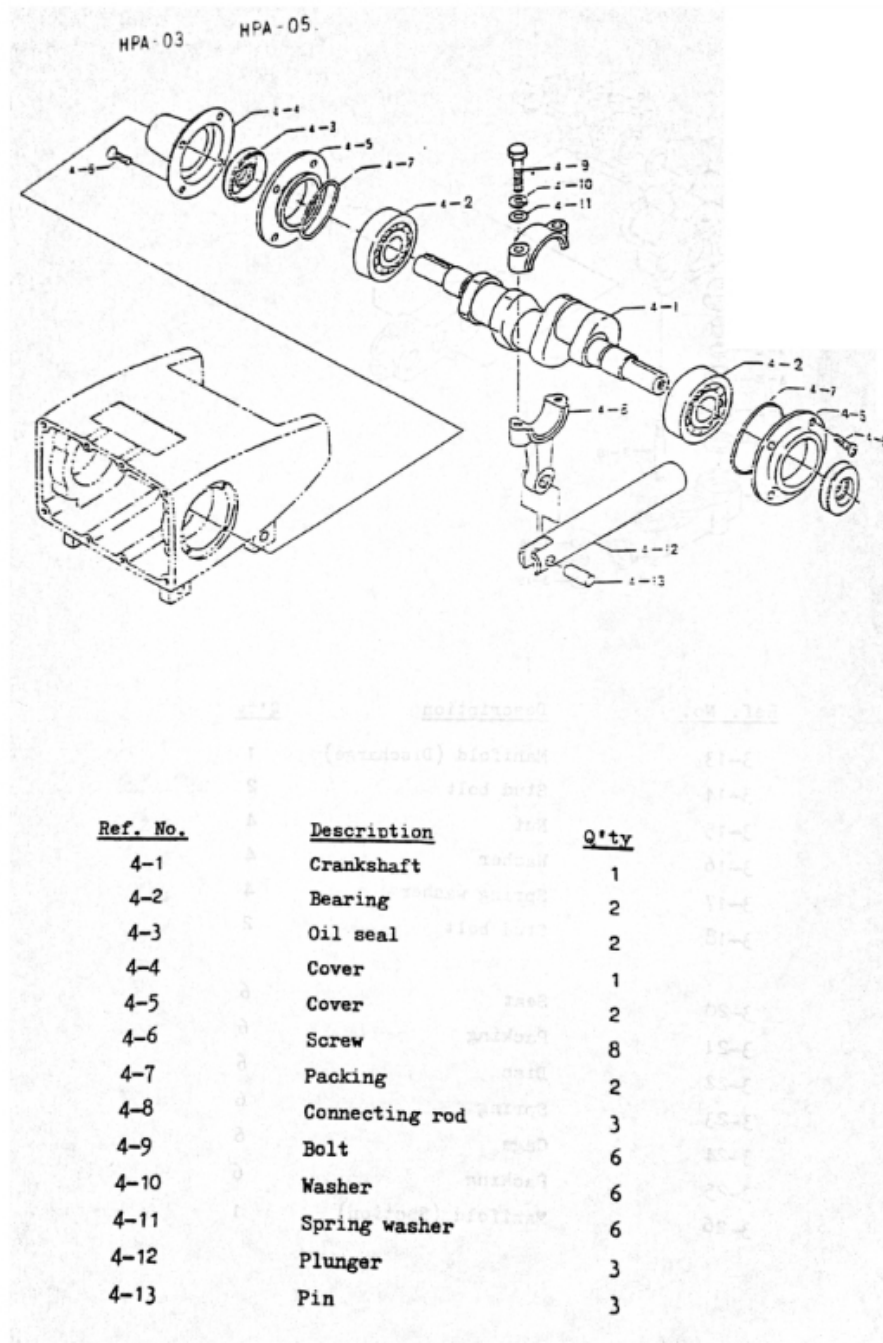 HPA-03 HPA-05
4-4
4-3
4-5
4-7
4-6
4-2
4-9
4-10
4-11
4-1
4-2
4-7
4-5
4-8
4-12
4-13
Ref. No. Description Q'ty
4-1 Crankshaft 1
4-2 Bearing 2
4-3 Oil seal 2
4-4 Cover 1
4-5 Cover 2
4-6 Screw 8
4-7 Packing 2
4-8 Connecting rod 3
4-9 Bolt 6
4-10 Washer 6
4-11 Spring washer 6
4-12 Plunger 3
4-13 Pin 3